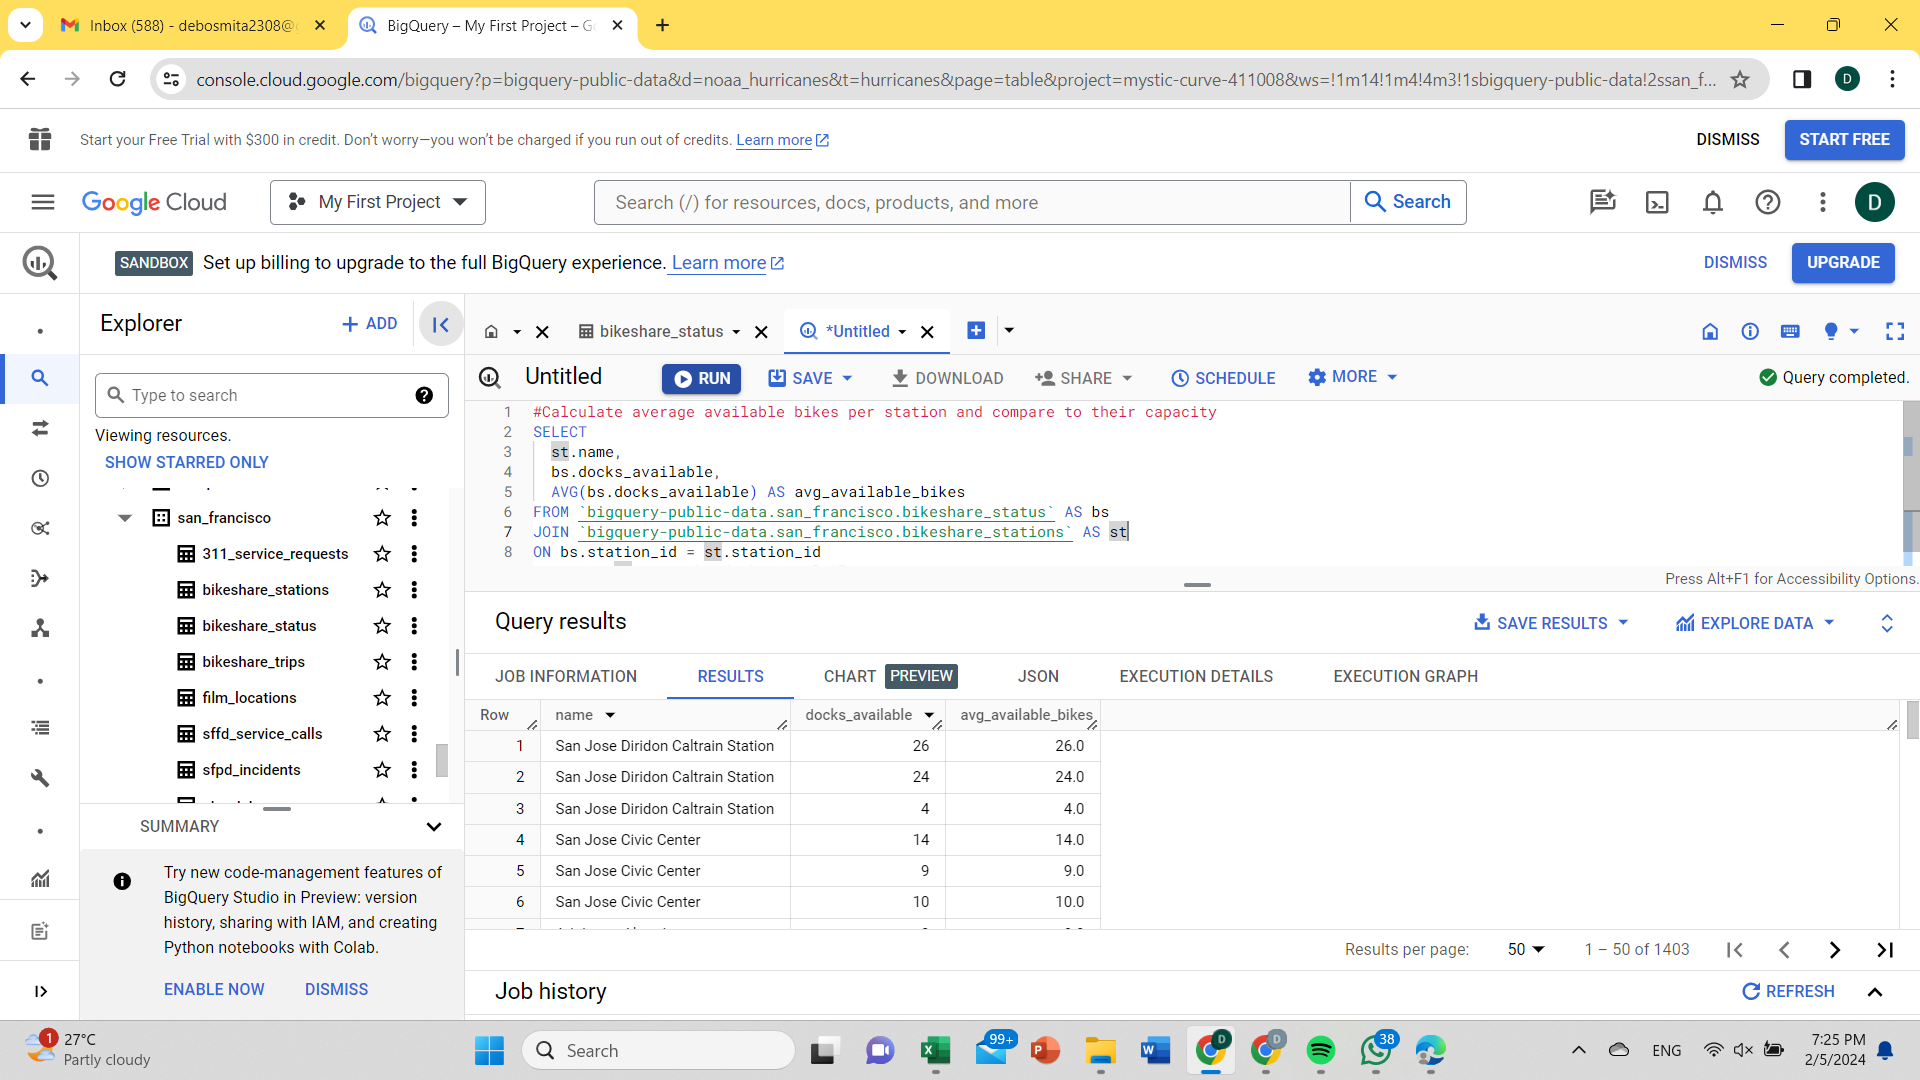 Inbox (588) - debosmita2308@
BigQuery – My First Project – Go
console.cloud.google.com/bigquery?p=bigquery-public-data&d=noaa_hurricanes&t=hurricanes&page=table&project=mystic-curve-411008&ws=!1m14!1m4!4m3!1sbigquery-public-data!2ssan_f...
D
Start your Free Trial with $300 in credit. Don't worry—you won't be charged if you run out of credits. Learn more
DISMISS
START FREE
Google Cloud
My First Project
Search (/) for resources, docs, products, and more
Search
D
SANDBOX Set up billing to upgrade to the full BigQuery experience. Learn more
DISMISS
UPGRADE
Explorer
+ ADD
bikeshare_status
*Untitled
Type to search
Viewing resources.
SHOW STARRED ONLY
san_francisco
311_service_requests
bikeshare_stations
bikeshare_status
bikeshare_trips
film_locations
sffd_service_calls
sfpd_incidents
SUMMARY
Try new code-management features of
BigQuery Studio in Preview: version
history, sharing with IAM, and creating
Python notebooks with Colab.
ENABLE NOW DISMISS
Untitled
RUN
SAVE
DOWNLOAD
SHARE
SCHEDULE
MORE
Query completed.
1 #Calculate average available bikes per station and compare to their capacity
2 SELECT
3 st.name,
4 bs.docks_available,
5 AVG(bs.docks_available) AS avg_available_bikes
6 FROM `bigquery-public-data.san_francisco.bikeshare_status` AS bs
7 JOIN `bigquery-public-data.san_francisco.bikeshare_stations` AS st
8 ON bs.station_id = st.station_id
Press Alt+F1 for Accessibility Options.
Query results
SAVE RESULTS
EXPLORE DATA
JOB INFORMATION
RESULTS
CHART PREVIEW
JSON
EXECUTION DETAILS
EXECUTION GRAPH
Row name docks_available avg_available_bikes
1 San Jose Diridon Caltrain Station 26 26.0
2 San Jose Diridon Caltrain Station 24 24.0
3 San Jose Diridon Caltrain Station 4 4.0
4 San Jose Civic Center 14 14.0
5 San Jose Civic Center 9 9.0
6 San Jose Civic Center 10 10.0
Results per page: 50 1 – 50 of 1403
Job history
REFRESH
1
27°C
Partly cloudy
Search
99+
D
D
38
ENG
7:25 PM
2/5/2024